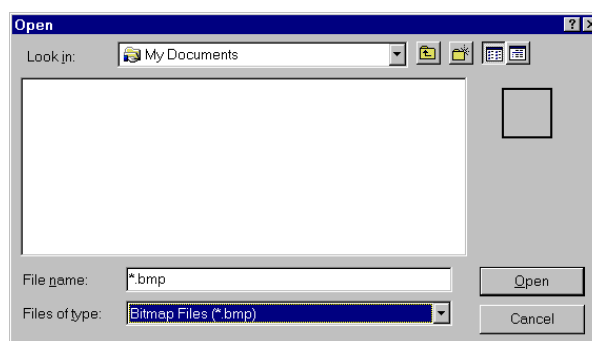 Open
Look in: My Documents
File name: *.bmp Open
Files of type: Bitmap Files (*.bmp) Cancel